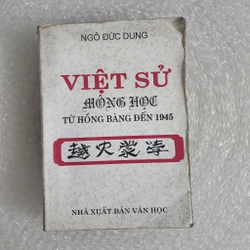 NGÔ ĐỨC DUNG
VIỆT SỬ
MÔNG HỌC
TỪ HỒNG BÀNG ĐẾN 1945
越史蒙学
NHÀ XUẤT BẢN VĂN HỌC